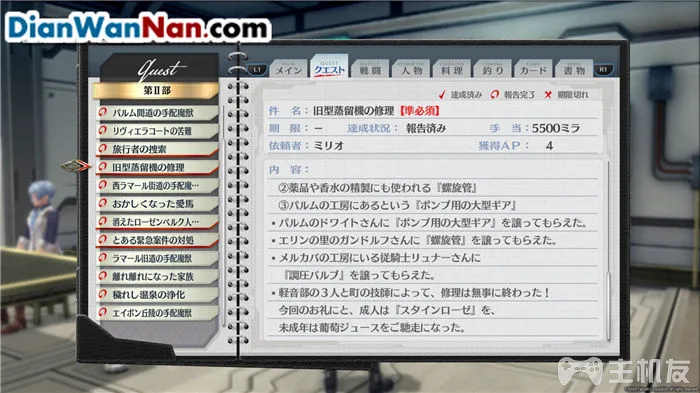 DianWanNan.com
quest
第Ⅱ部
パルム間道の手配魔獣
リヴィエラコートの苦難
旅行者の捜索
旧型蒸留機の修理
西ラマール街道の手配魔…
おかしくなった愛馬
消えたローゼンベルク人…
とある緊急案件の対処
ラマール旧道の手配魔獣
離れ離れになった家族
穢れし温泉の浄化
エイボン丘陵の手配魔獣
L1 メイン クエスト 戦闘 人物 料理 釣り カード 書物 R1
達成済み 報告完了 期限切れ
件 名：旧型蒸留機の修理【準必須】
期 限：－ 達成状況：報告済み 手 当：5500ミラ
依頼者：ミリオ 獲得AP： 4
内 容：
②薬品や香水の精製にも使われる『螺旋管』
③パルムの工房にあるという『ポンプ用の大型ギア』
・パルムのドワイトさんに『ポンプ用の大型ギア』を譲ってもらえた。
・エリンの里のガンドルフさんに『螺旋管』を譲ってもらえた。
・メルカバの工房にいる従騎士リュナーさんに
『調圧バルブ』を譲ってもらえた。
・軽音部の3人と町の技師によって、修理は無事に終わった！
今回のお礼にと、成人は『スタインローゼ』を、
未成年は葡萄ジュースをご馳走になった。
主机友